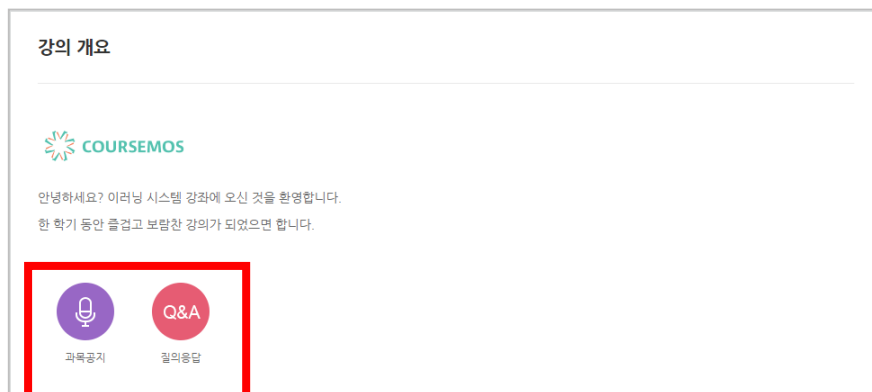 강의 개요
COURSEMOS
안녕하세요? 이러닝 시스템 강좌에 오신 것을 환영합니다.
한 학기 동안 즐겁고 보람찬 강의가 되었으면 합니다.
Q&A
과목공지 질의응답